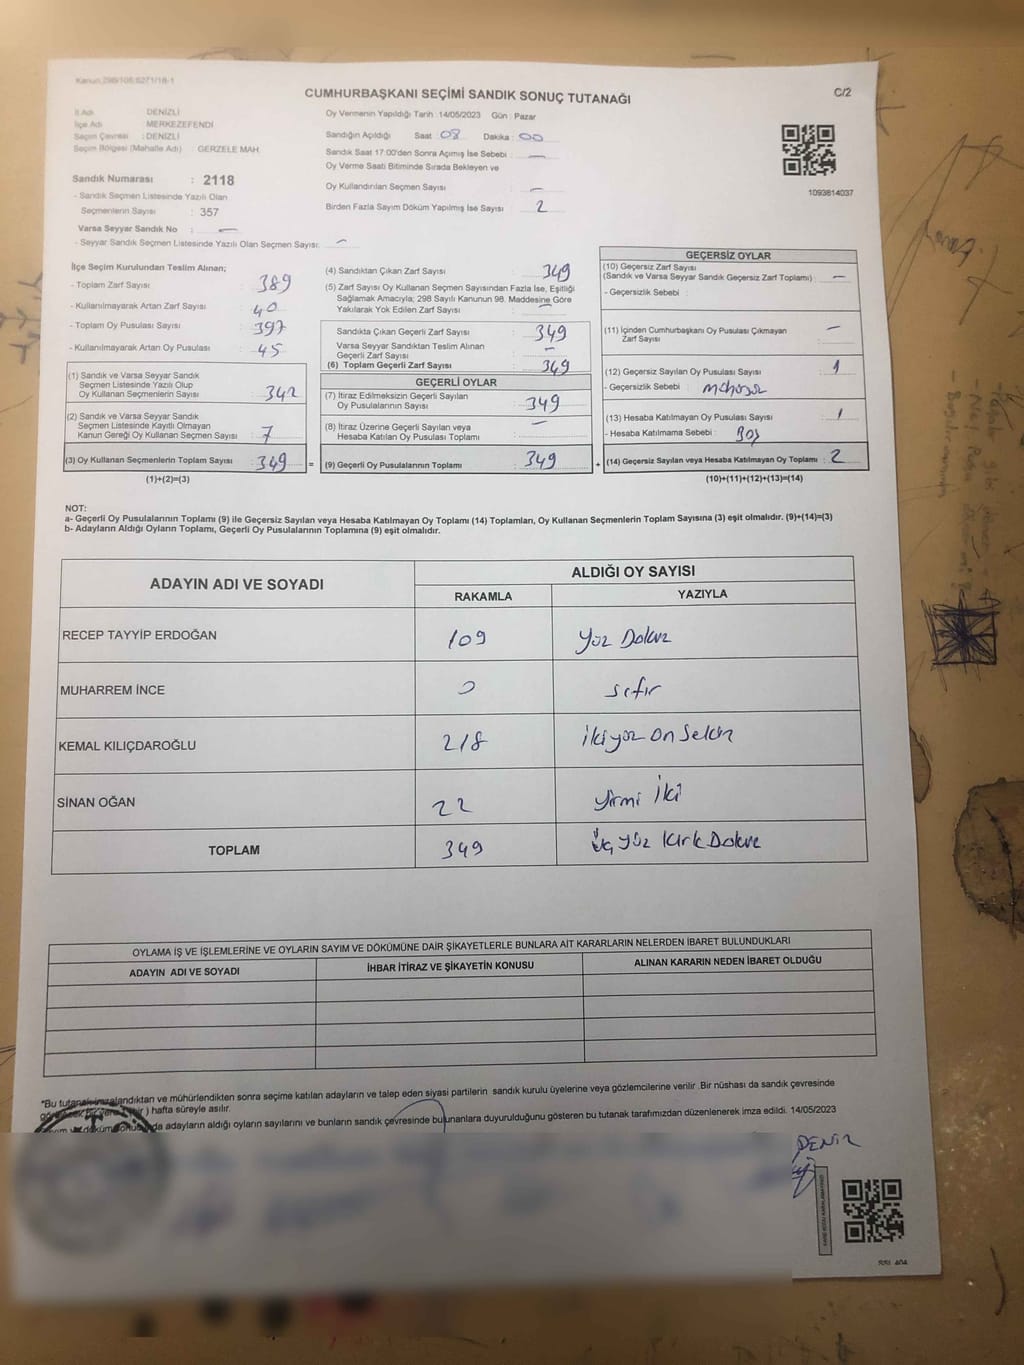 Kanun:298/106;6271/18-1
CUMHURBAŞKANI SEÇİMİ SANDIK SONUÇ TUTANAĞI
C/2
İl Adı DENİZLİ
İlçe Adı MERKEZEFENDİ
Seçim Çevresi : DENİZLİ
Seçim Bölgesi (Mahalle Adı) : GERZELE MAH.
Oy Vermenin Yapıldığı Tarih :14/05/2023 Gün : Pazar
Sandığın Açıldığı Saat 08 Dakika : 00
Sandık Saat 17:00'den Sonra Açımış İse Sebebi : —
Oy Verme Saati Bitiminde Sırada Bekleyen ve
Oy Kullandırılan Seçmen Sayısı : —
Birden Fazla Sayım Döküm Yapılmış İse Sayısı : 2
1093814037
Sandık Numarası : 2118
- Sandık Seçmen Listesinde Yazılı Olan
Seçmenlerin Sayısı : 357
Varsa Seyyar Sandık No : —
- Seyyar Sandık Seçmen Listesinde Yazılı Olan Seçmen Sayısı: —
İlçe Seçim Kurulundan Teslim Alınan;
- Toplam Zarf Sayısı : 389
- Kullanılmayarak Artan Zarf Sayısı : 40
- Toplam Oy Pusulası Sayısı : 397
- Kullanılmayarak Artan Oy Pusulası : 45
(1) Sandık ve Varsa Seyyar Sandık
Seçmen Listesinde Yazılı Olup
Oy Kullanan Seçmenlerin Sayısı : 342
(2) Sandık ve Varsa Seyyar Sandık
Seçmen Listesinde Kayıtlı Olmayan
Kanun Gereği Oy Kullanan Seçmen Sayısı : 7
(3) Oy Kullanan Seçmenlerin Toplam Sayısı : 349
(1)+(2)=(3)
(4) Sandıktan Çıkan Zarf Sayısı : 349
(5) Zarf Sayısı Oy Kullanan Seçmen Sayısından Fazla İse, Eşitliği
Sağlamak Amacıyla; 298 Sayılı Kanunun 98. Maddesine Göre
Yakılarak Yok Edilen Zarf Sayısı : —
Sandıkta Çıkan Geçerli Zarf Sayısı : 349
Varsa Seyyar Sandıktan Teslim Alınan
Geçerli Zarf Sayısı : —
(6) Toplam Geçerli Zarf Sayısı : 349
GEÇERLİ OYLAR
(7) İtiraz Edilmeksizin Geçerli Sayılan
Oy Pusulalarının Sayısı : 349
(8) İtiraz Üzerine Geçerli Sayılan veya
Hesaba Katılan Oy Pusulası Toplamı : —
= (9) Geçerli Oy Pusulalarının Toplamı : 349 +
GEÇERSİZ OYLAR
(10) Geçersiz Zarf Sayısı
(Sandık ve Varsa Seyyar Sandık Geçersiz Zarf Toplamı) : —
- Geçersizlik Sebebi :
(11) İçinden Cumhurbaşkanı Oy Pusulası Çıkmayan
Zarf Sayısı : —
(12) Geçersiz Sayılan Oy Pusulası Sayısı : 1
- Geçersizlik Sebebi :
(13) Hesaba Katılmayan Oy Pusulası Sayısı : 1
- Hesaba Katılmama Sebebi : Boş
(14) Geçersiz Sayılan veya Hesaba Katılmayan Oy Toplamı : 2
(10)+(11)+(12)+(13)=(14)
NOT:
a- Geçerli Oy Pusulalarının Toplamı (9) ile Geçersiz Sayılan veya Hesaba Katılmayan Oy Toplamı (14) Toplamları, Oy Kullanan Seçmenlerin Toplam Sayısına (3) eşit olmalıdır. (9)+(14)=(3)
b- Adayların Aldığı Oyların Toplamı, Geçerli Oy Pusulalarının Toplamına (9) eşit olmalıdır.
ADAYIN ADI VE SOYADI
ALDIĞI OY SAYISI
RAKAMLA YAZIYLA
RECEP TAYYİP ERDOĞAN 109 Yüz Dokuz
MUHARREM İNCE 0 sıfır
KEMAL KILIÇDAROĞLU 218 İkiyüz on Sekiz
SİNAN OĞAN 22 yirmi İki
TOPLAM 349 Üç yüz Kırk Dokuz
OYLAMA İŞ VE İŞLEMLERİNE VE OYLARIN SAYIM VE DÖKÜMÜNE DAİR ŞİKAYETLERLE BUNLARA AİT KARARLARIN NELERDEN İBARET BULUNDUKLARI
ADAYIN ADI VE SOYADI İHBAR İTİRAZ VE ŞİKAYETİN KONUSU ALINAN KARARIN NEDEN İBARET OLDUĞU
"Bu tutanak imzalandıktan ve mühürlendikten sonra seçime katılan adayların ve talep eden siyasi partilerin sandık kurulu üyelerine veya gözlemcilerine verilir .Bir nüshası da sandık çevresinde
hafta süreyle asılır.
adayların aldığı oyların sayılarını ve bunların sandık çevresinde bulunanlara duyurulduğunu gösteren bu tutanak tarafımızdan düzenlenerek imza edildi. 14/05/2023
DENİZ